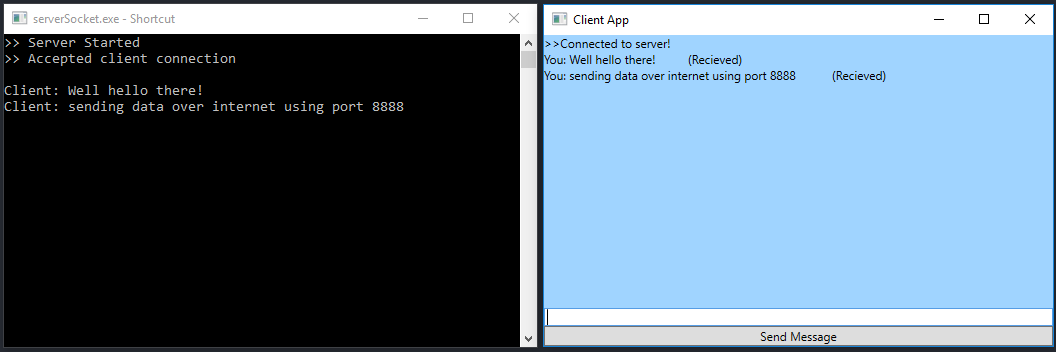 serverSocket.exe - Shortcut
>> Server Started
>> Accepted client connection
Client: Well hello there!
Client: sending data over internet using port 8888
Client App
>>Connected to server!
You: Well hello there! (Recieved)
You: sending data over internet using port 8888 (Recieved)
Send Message